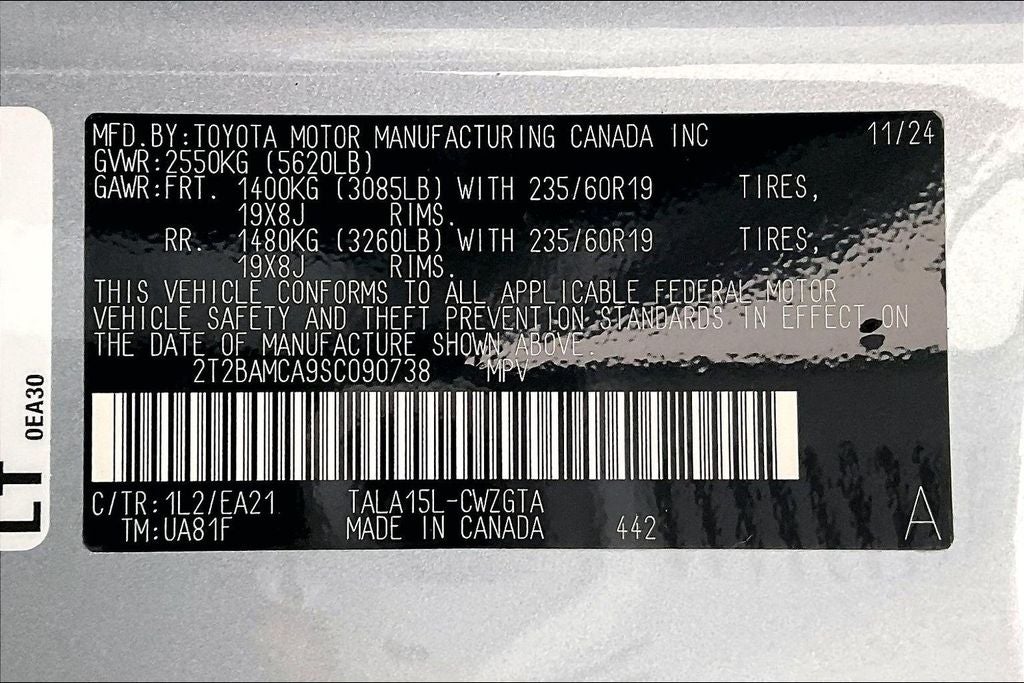 MFD.BY:TOYOTA MOTOR MANUFACTURING CANADA INC 11/24
GVWR:2550KG (5620LB)
GAWR:FRT. 1400KG (3085LB) WITH 235/60R19 TIRES,
19X8J RIMS.
RR. 1480KG (3260LB) WITH 235/60R19 TIRES,
19X8J RIMS.
THIS VEHICLE CONFORMS TO ALL APPLICABLE FEDERAL MOTOR
VEHICLE SAFETY AND THEFT PREVENTION STANDARDS IN EFFECT ON
THE DATE OF MANUFACTURE SHOWN ABOVE.
2T2BAMCA9SC090738 MPV
C/TR:1L2/EA21 TALA15L-CWZGTA
TM:UA81F MADE IN CANADA 442 A
0EA30